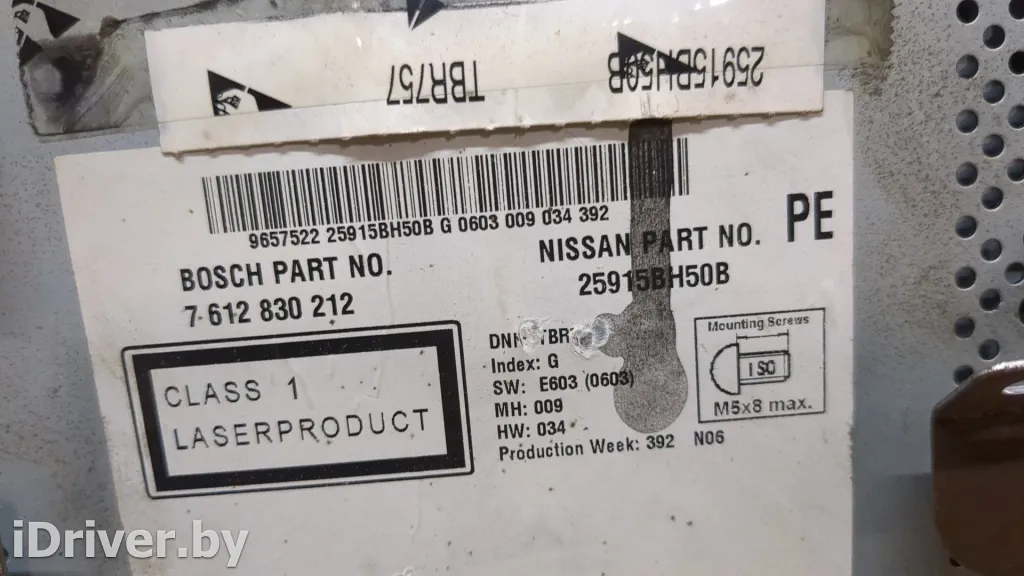 TBR757
25915BH50B
9657522 25915BH50B G 0603 009 034 392
BOSCH PART NO.
7 612 830 212
NISSAN PART NO.
25915BH50B
PE
CLASS 1
LASERPRODUCT
Index: G
SW: E603 (0603)
MH: 009
HW: 034
Production Week: 392 N06
Mounting Screws
ISO
M5x8 max.
iDriver.by